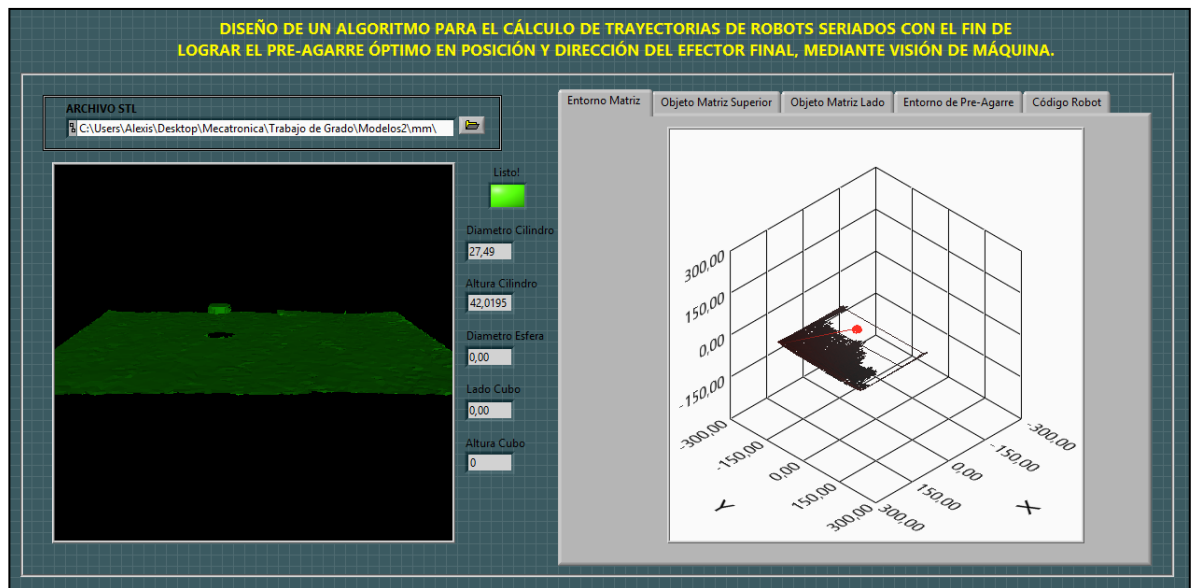 DISEÑO DE UN ALGORITMO PARA EL CÁLCULO DE TRAYECTORIAS DE ROBOTS SERIADOS CON EL FIN DE
LOGRAR EL PRE-AGARRE ÓPTIMO EN POSICIÓN Y DIRECCIÓN DEL EFECTOR FINAL, MEDIANTE VISIÓN DE MÁQUINA.
ARCHIVO STL
C:\Users\Alexis\Desktop\Mecatronica\Trabajo de Grado\Modelos2\mm\
Listo!
Diametro Cilindro
27,49
Altura Cilindro
42,0195
Diametro Esfera
0,00
Lado Cubo
0,00
Altura Cubo
0
Entorno Matriz
Objeto Matriz Superior
Objeto Matriz Lado
Entorno de Pre-Agarre
Código Robot
300,00
150,00
0,00
-150,00
-300,00
-150,00
0,00
150,00
300,00
Y
-300,00
-150,00
0,00
150,00
300,00
X